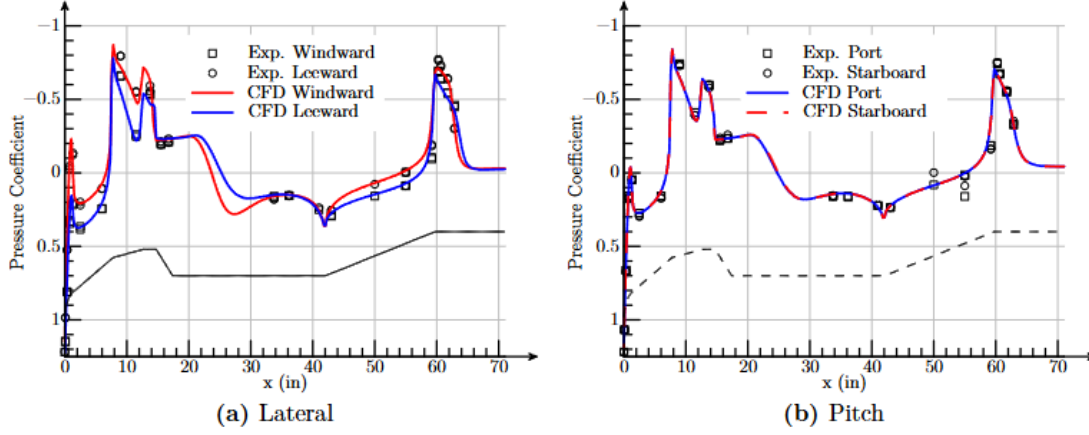 −1
−0.5
0
0.5
1
Pressure Coefficient
Exp. Windward
Exp. Leeward
CFD Windward
CFD Leeward
0 10 20 30 40 50 60 70
x (in)
(a) Lateral
−1
−0.5
0
0.5
1
Pressure Coefficient
Exp. Port
Exp. Starboard
CFD Port
CFD Starboard
0 10 20 30 40 50 60 70
x (in)
(b) Pitch